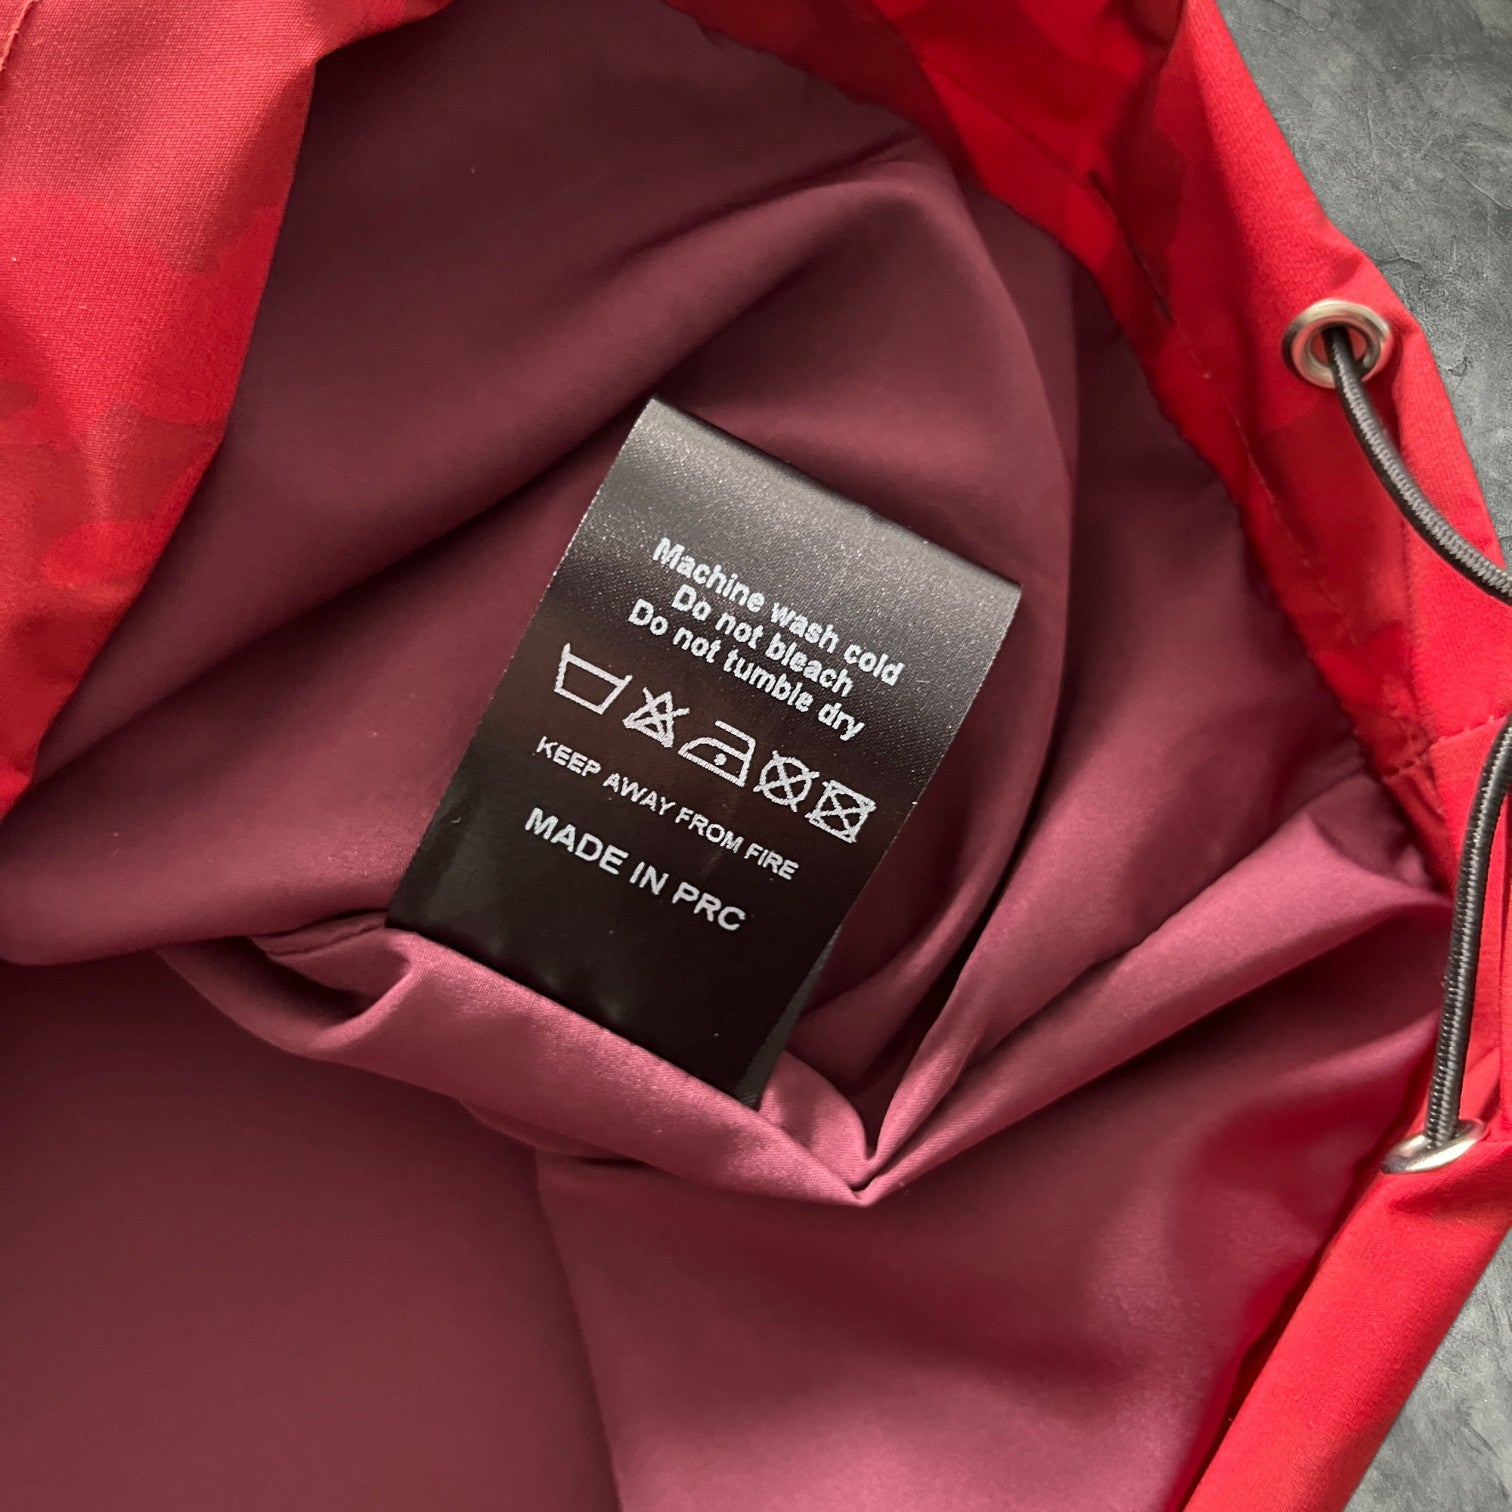 Machine wash cold
Do not bleach
Do not tumble dry
KEEP AWAY FROM FIRE
MADE IN PRC